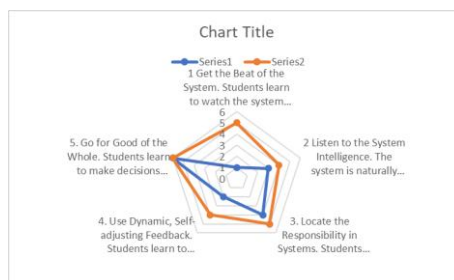 Chart Title
Series1 Series2
1 Get the Beat of the
System. Students learn
to watch the system...
6
5
4
3
2
1
0
2 Listen to the System
Intelligence. The
system is naturally...
3. Locate the
Responsibility in
Systems. Students...
4. Use Dynamic, Self-
adjusting Feedback.
Students learn to...
5. Go for Good of the
Whole. Students learn
to make decisions...